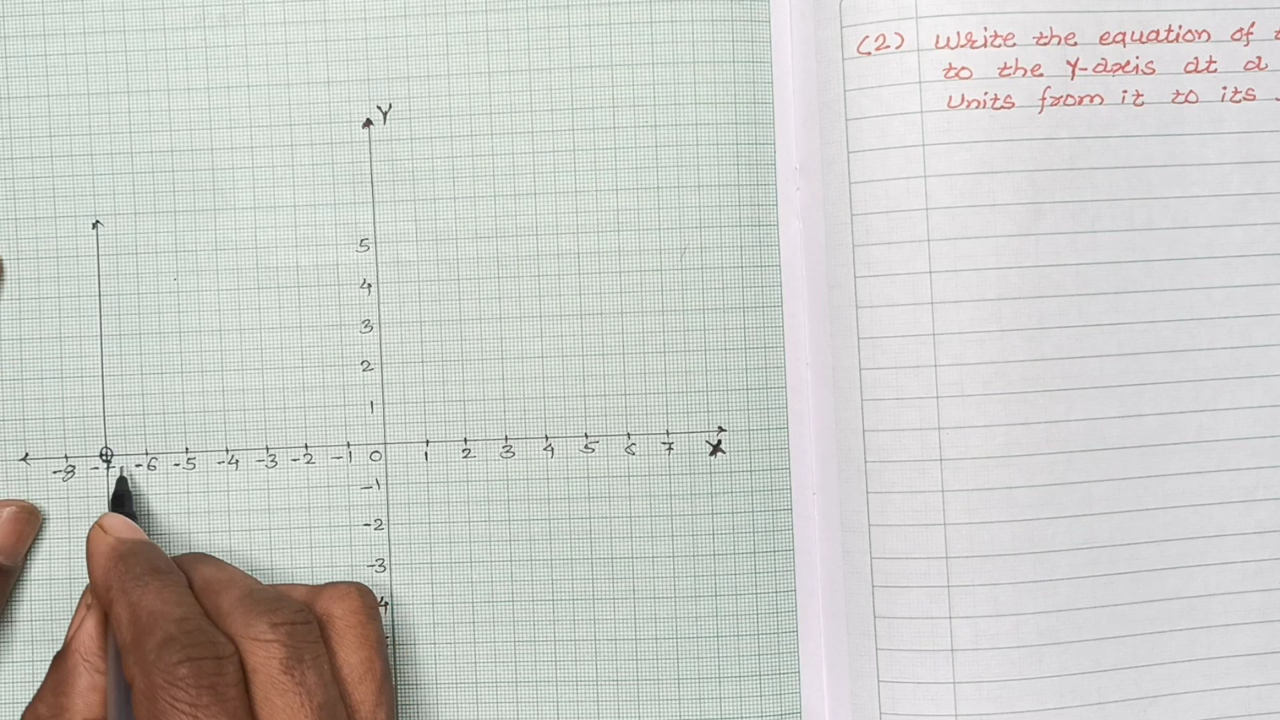 Y
5
4
3
2
1
-8 -7 -6 -5 -4 -3 -2 -1 0 1 2 3 4 5 6 7 X
-1
-2
-3
(2) Write the equation of
to the Y-axis at a
Units from it to its